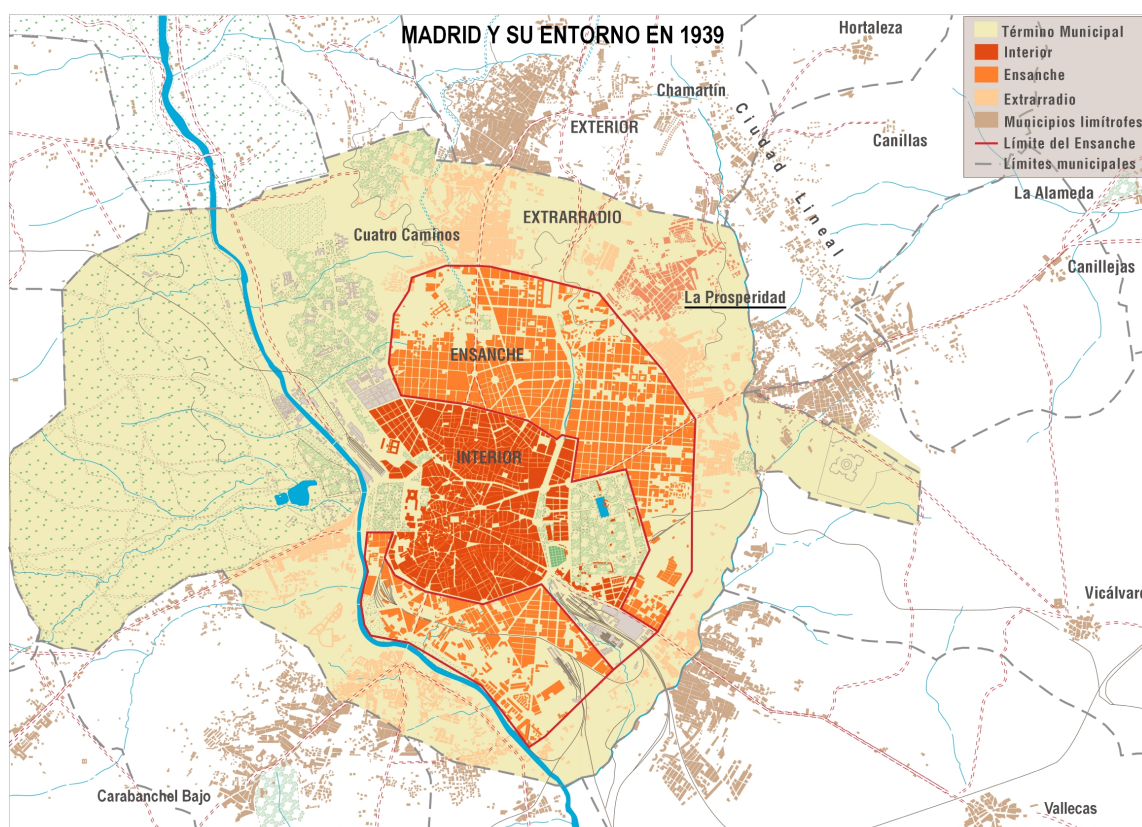 MADRID Y SU ENTORNO EN 1939
Término Municipal
Interior
Ensanche
Extrarradio
Municipios limítrofes
Límite del Ensanche
Límites municipales
Hortaleza
Chamartín
EXTERIOR
Ciudad Lineal
Canillas
La Alameda
EXTRARRADIO
Cuatro Caminos
Canillejas
La Prosperidad
ENSANCHE
INTERIOR
Vicálvaro
Carabanchel Bajo
Vallecas